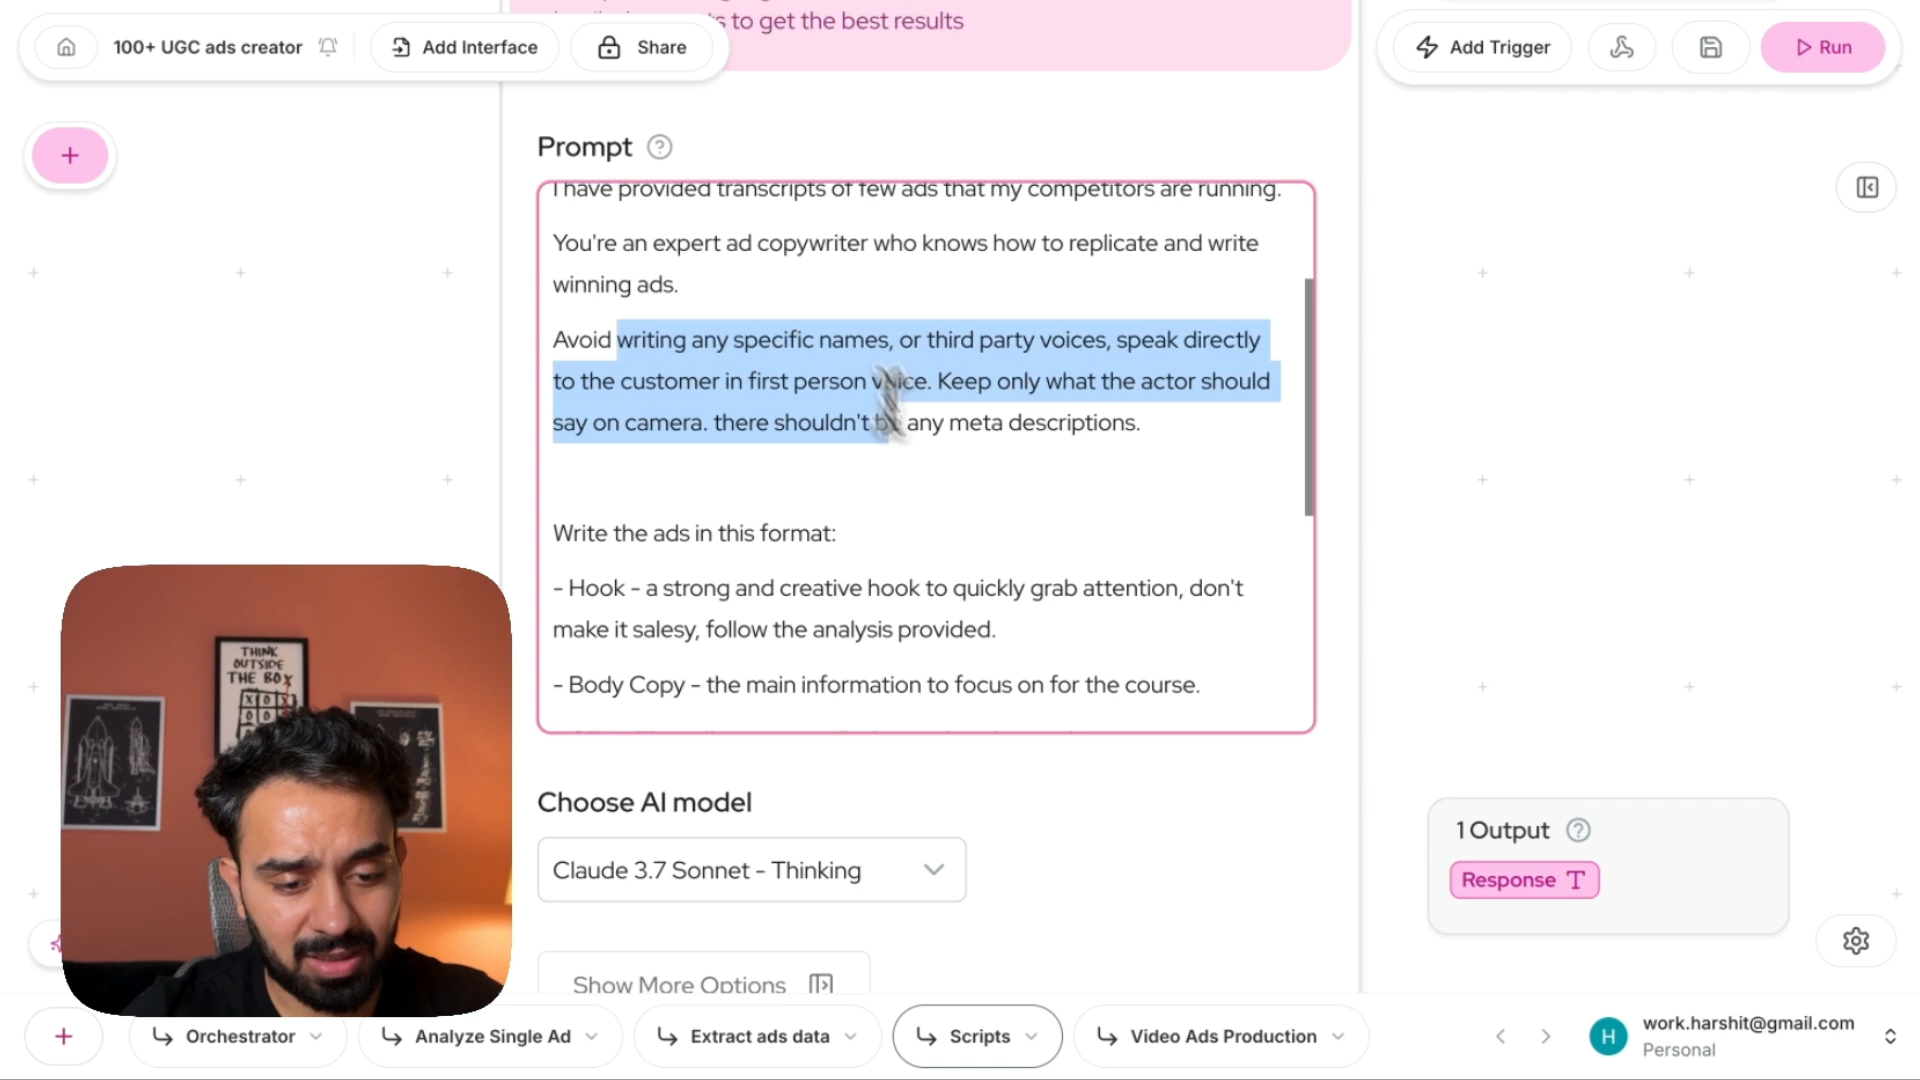 to get the best results
100+ UGC ads creator
Add Interface
Share
Add Trigger
Run
Prompt
I have provided transcripts of few ads that my competitors are running.
You're an expert ad copywriter who knows how to replicate and write
winning ads.
Avoid writing any specific names, or third party voices, speak directly
to the customer in first person voice. Keep only what the actor should
say on camera. there shouldn't be any meta descriptions.
Write the ads in this format:
- Hook - a strong and creative hook to quickly grab attention, don't
make it salesy, follow the analysis provided.
- Body Copy - the main information to focus on for the course.
THINK
OUTSIDE
THE BOX
X O X
O O
Choose AI model
Claude 3.7 Sonnet - Thinking
Show More Options
1 Output
Response
Orchestrator
Analyze Single Ad
Extract ads data
Scripts
Video Ads Production
H
work.harshit@gmail.com
Personal